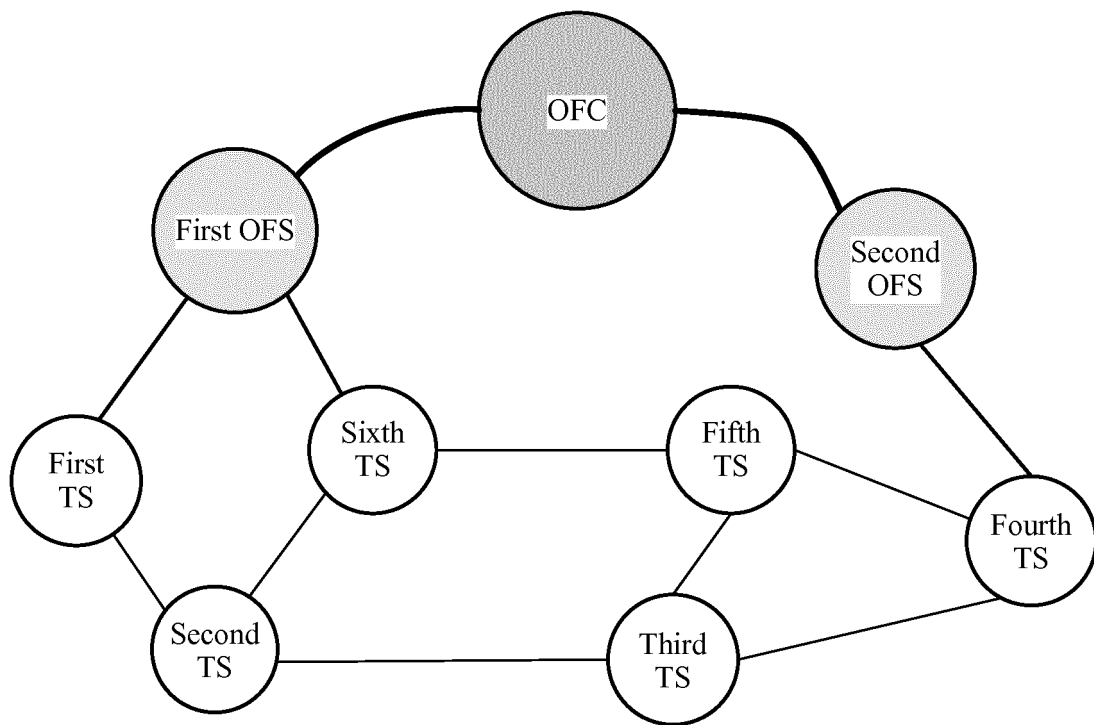 OFC
First OFS
Second
OFS
Sixth
TS
Fifth
TS
First
TS
Fourth
TS
Second
TS
Third
TS